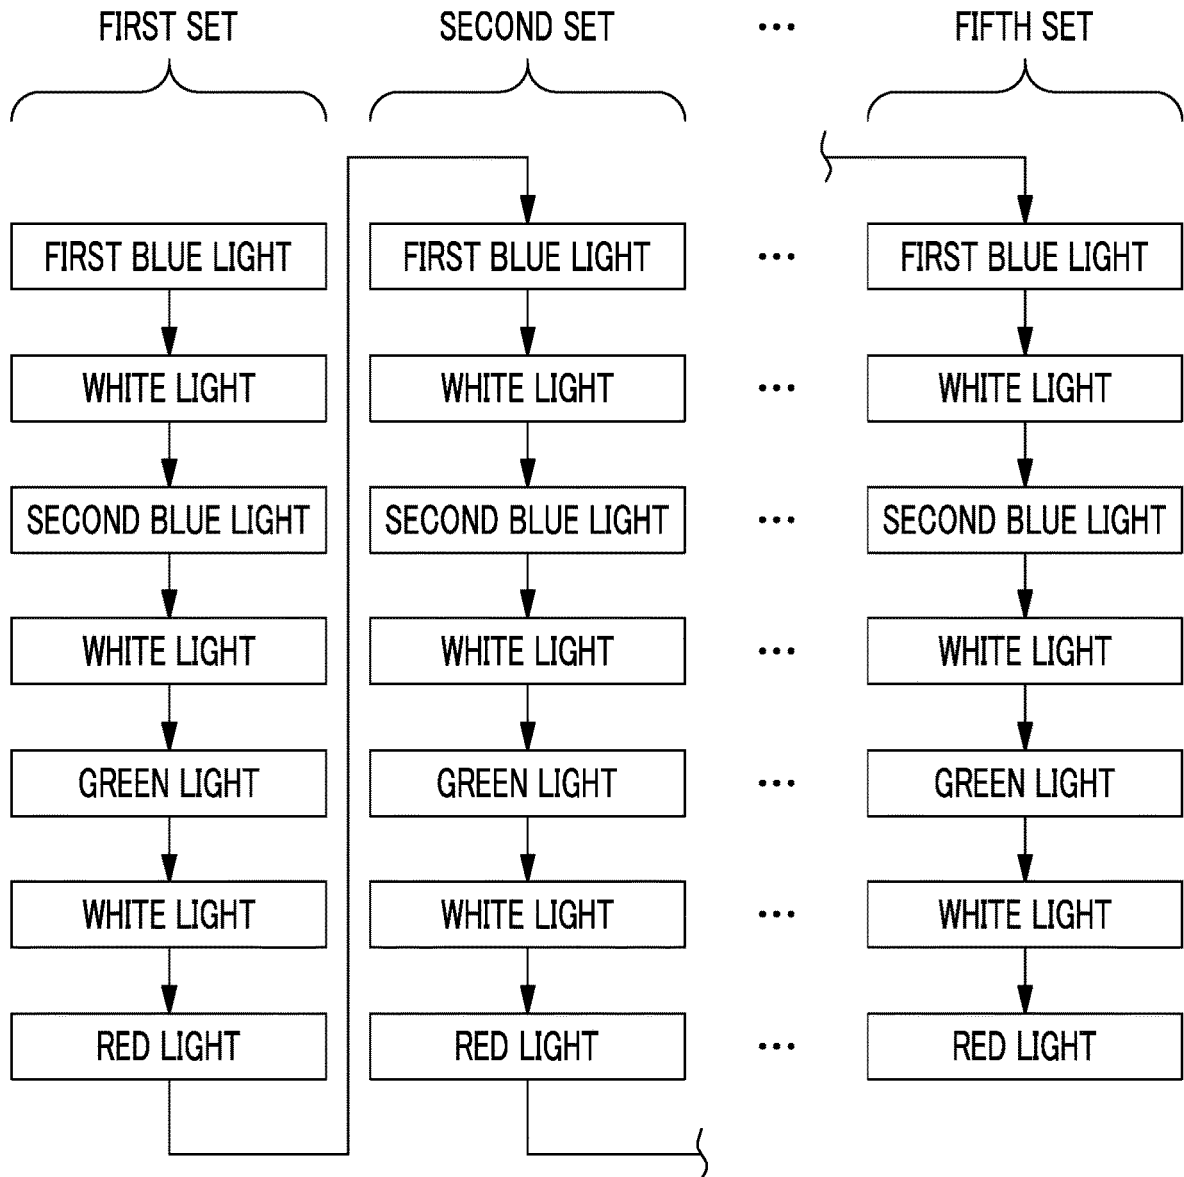 FIRST SET SECOND SET ... FIFTH SET
FIRST BLUE LIGHT FIRST BLUE LIGHT ... FIRST BLUE LIGHT
WHITE LIGHT WHITE LIGHT ... WHITE LIGHT
SECOND BLUE LIGHT SECOND BLUE LIGHT ... SECOND BLUE LIGHT
WHITE LIGHT WHITE LIGHT ... WHITE LIGHT
GREEN LIGHT GREEN LIGHT ... GREEN LIGHT
WHITE LIGHT WHITE LIGHT ... WHITE LIGHT
RED LIGHT RED LIGHT ... RED LIGHT